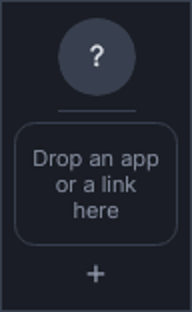 ?
Drop an app
or a link
here
+